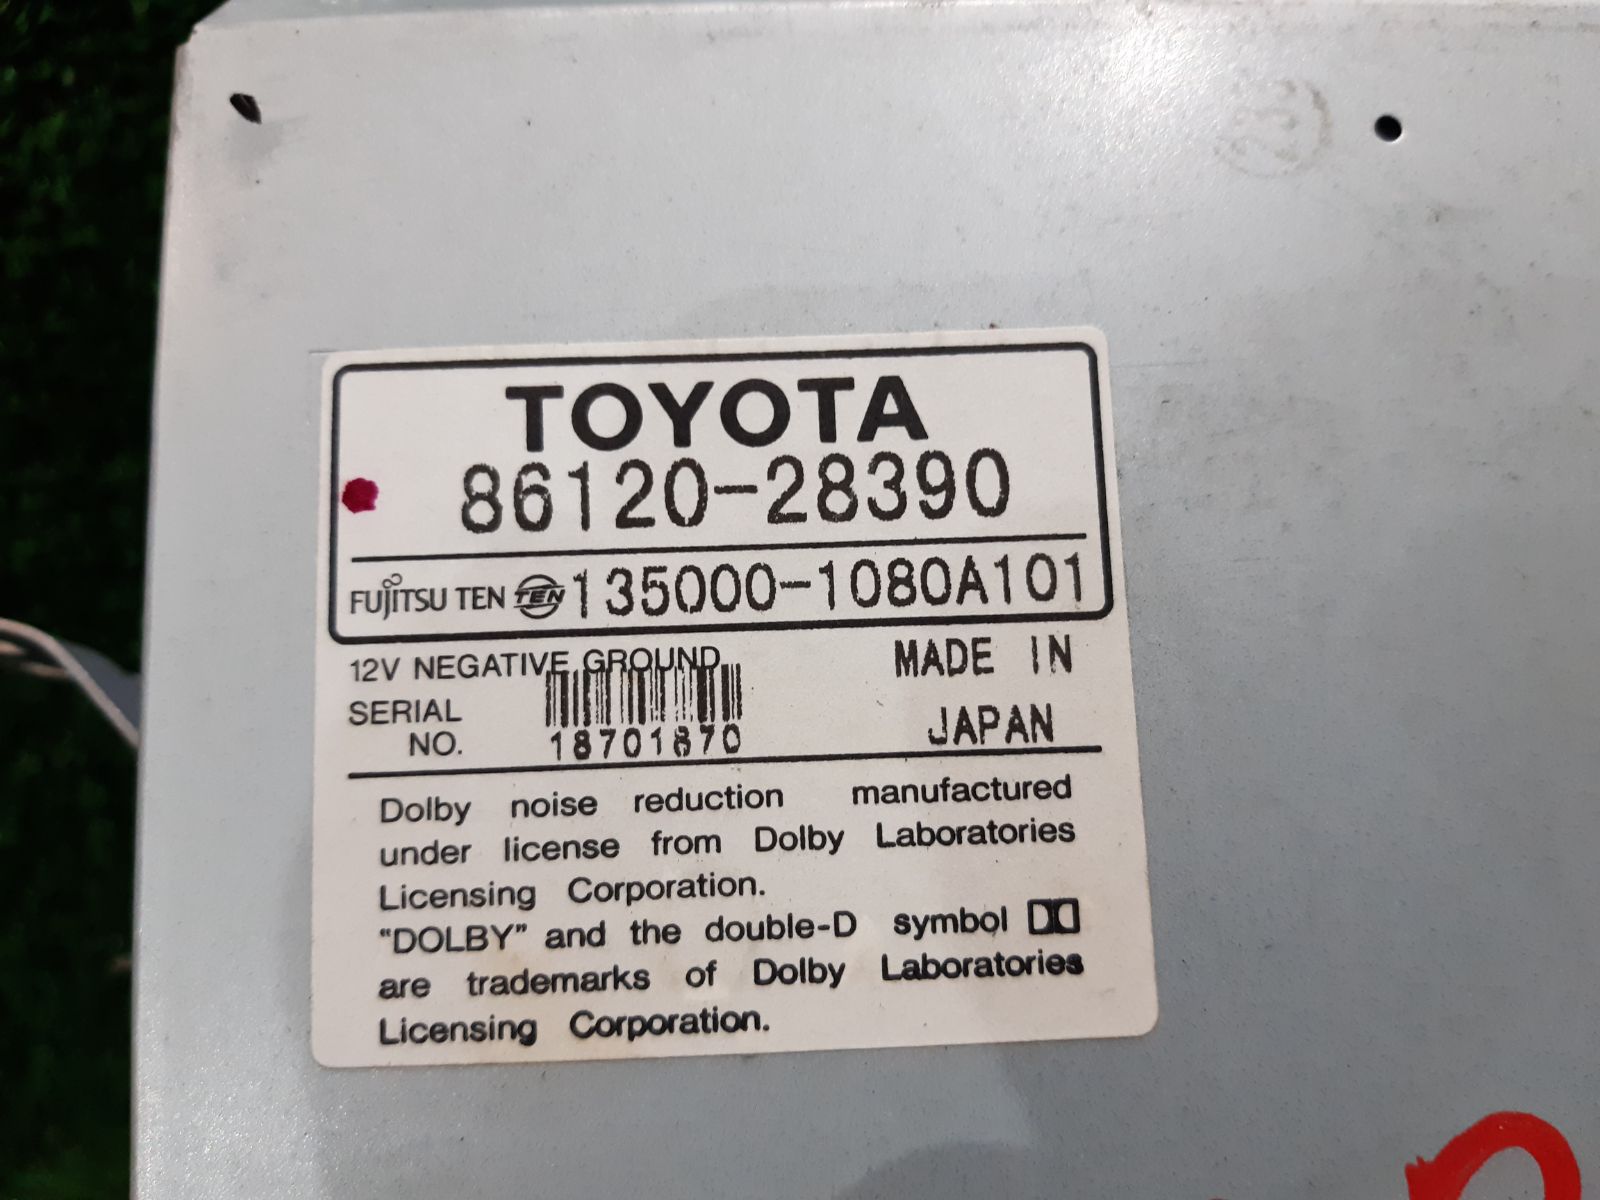 TOYOTA
86120-28390
FUJITSU TEN TEN 135000-1080A101
12V NEGATIVE GROUND
MADE IN
SERIAL
NO.
18701870
JAPAN
Dolby noise reduction manufactured
under license from Dolby Laboratories
Licensing Corporation.
"DOLBY" and the double-D symbol
are trademarks of Dolby Laboratories
Licensing Corporation.